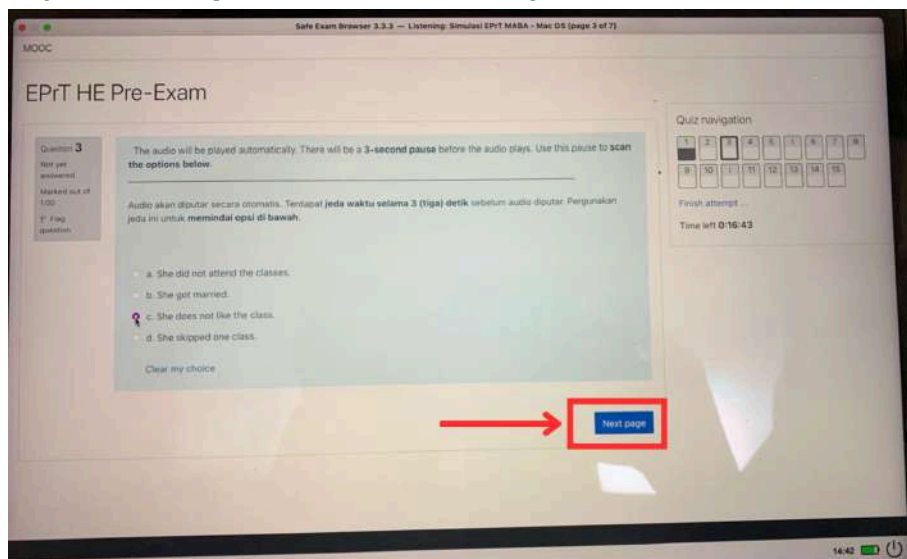 Safe Exam Browser 3.3.3 — Listening: Simulasi EPrT MABA - Mac OS (page 3 of 7)
MOOC
EPrT HE Pre-Exam
Question 3
Not yet
answered
Marked out of
1.00
Flag
question
The audio will be played automatically. There will be a 3-second pause before the audio plays. Use this pause to scan
the options below.
Audio akan diputar secara otomatis. Terdapat jeda waktu selama 3 (tiga) detik sebelum audio diputar. Pergunakan
jeda ini untuk memindai opsi di bawah.
a. She did not attend the classes.
b. She got married.
c. She does not like the class.
d. She skipped one class.
Clear my choice
Next page
Quiz navigation
1 2 3 4 5 i 6 7 8
9 10 i 11 12 13 14 15
Finish attempt ...
Time left 0:16:43
14:42